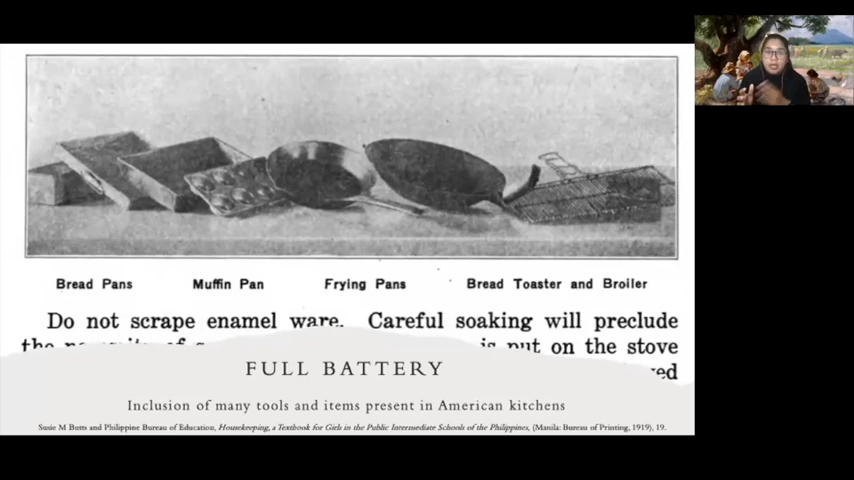 Bread Pans Muffin Pan Frying Pans Bread Toaster and Broiler
Do not scrape enamel ware. Careful soaking will preclude
the of is put on the stove
FULL BATTERY
Inclusion of many tools and items present in American kitchens
Susie M Butts and Philippine Bureau of Education, Housekeeping, a Textbook for Girls in the Public Intermediate Schools of the Philippines, (Manila: Bureau of Printing, 1919), 19.